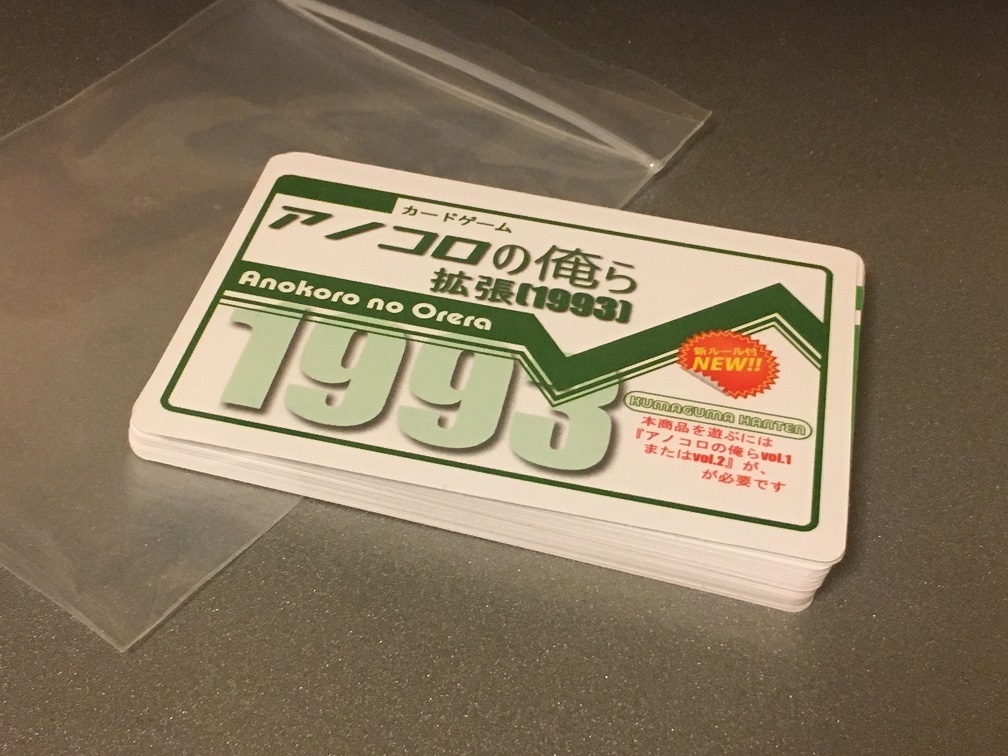 カードゲーム
アノコロの俺ら
拡張[1993]
Anokoro no Orera
1993
新ルール付
NEW!!
KUMAGUMA HANTEN
本商品を遊ぶには
『アノコロの俺らvol.1
またはvol.2』が、
が必要です